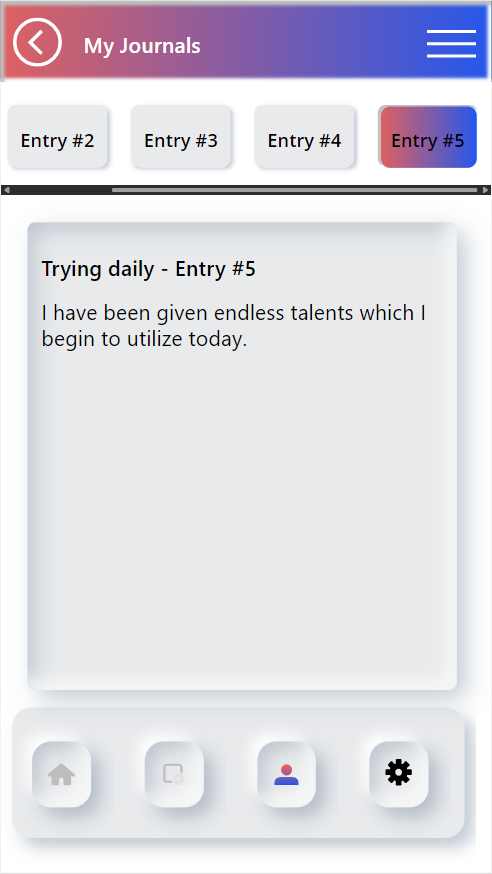 My Journals
Entry #2
Entry #3
Entry #4
Entry #5
Trying daily - Entry #5
I have been given endless talents which I
begin to utilize today.